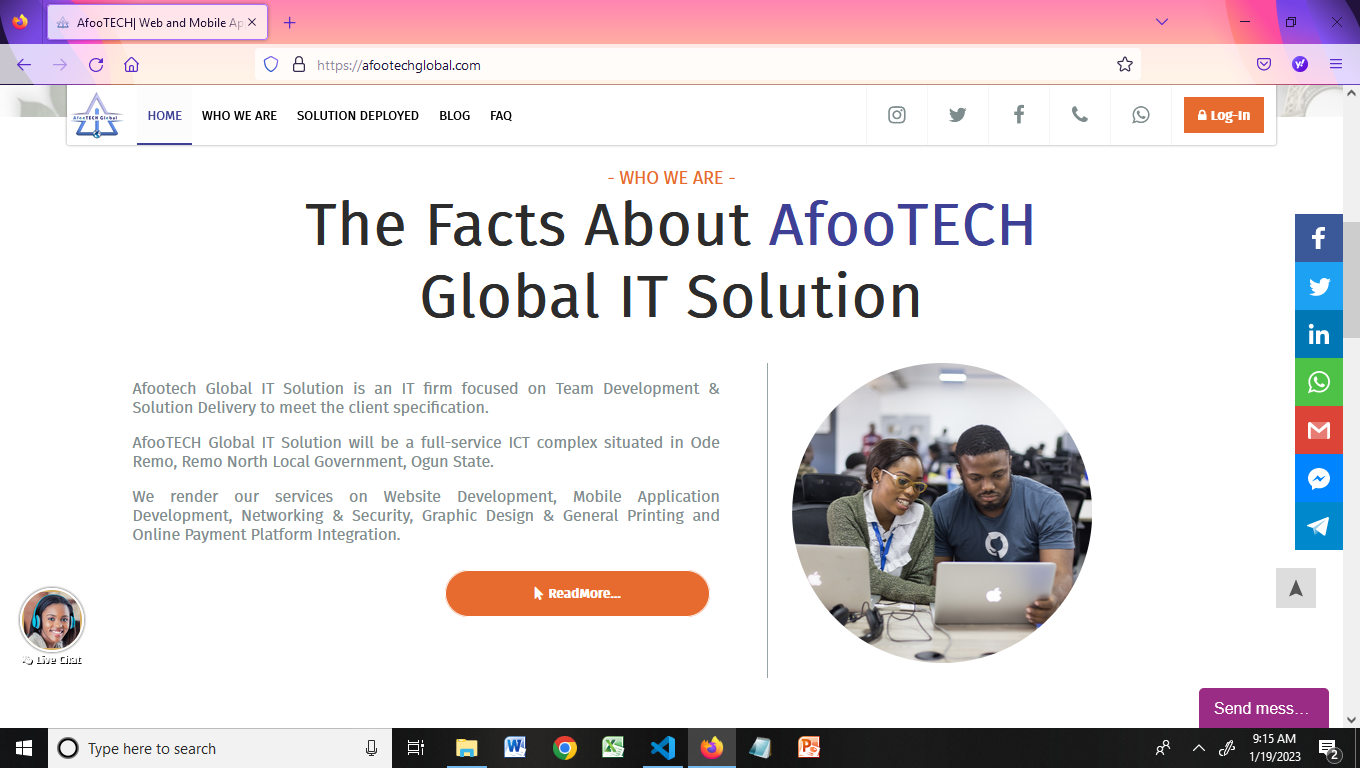 AfooTECH| Web and Mobile Ap
https://afootechglobal.com
AfooTECH Global
HOME
WHO WE ARE
SOLUTION DEPLOYED
BLOG
FAQ
Log-In
- WHO WE ARE -
The Facts About AfooTECH
Global IT Solution
Afootech Global IT Solution is an IT firm focused on Team Development &
Solution Delivery to meet the client specification.
AfooTECH Global IT Solution will be a full-service ICT complex situated in Ode
Remo, Remo North Local Government, Ogun State.
We render our services on Website Development, Mobile Application
Development, Networking & Security, Graphic Design & General Printing and
Online Payment Platform Integration.
ReadMore...
Live Chat
Send mess...
Type here to search
9:15 AM
1/19/2023
2